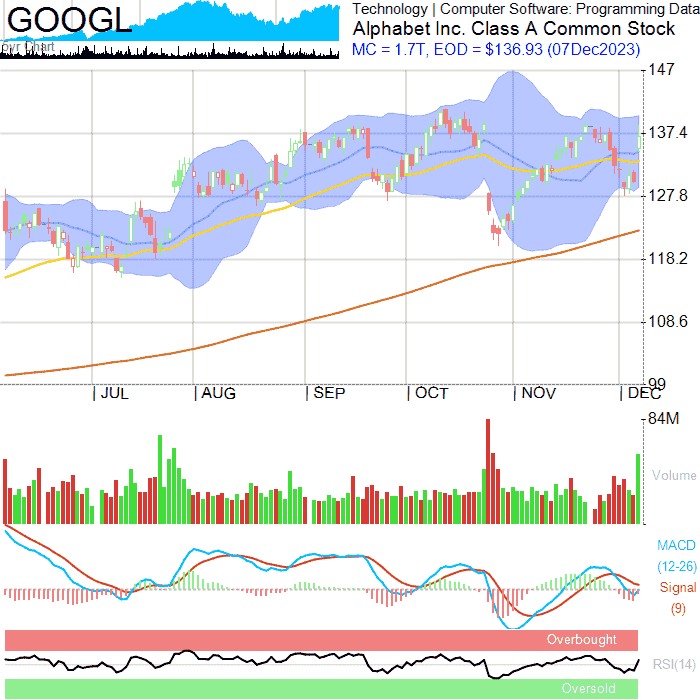 GOOGL
Technology | Computer Software: Programming Data
Alphabet Inc. Class A Common Stock
MC = 1.7T, EOD = $136.93 (07Dec2023)
Chart
147
137.4
127.8
118.2
108.6
99
JUL AUG SEP OCT NOV DEC
84M
Volume
MACD
(12-26)
Signal
(9)
Overbought
RSI(14)
Oversold